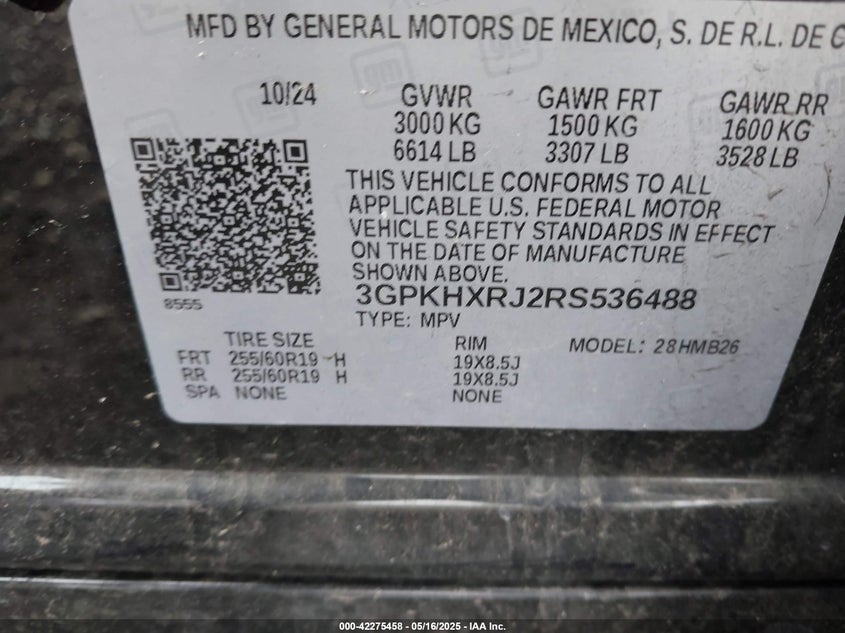 MFD BY GENERAL MOTORS DE MEXICO, S. DE R.L. DE C
10/24 GVWR GAWR FRT GAWR RR
3000 KG 1500 KG 1600 KG
6614 LB 3307 LB 3528 LB
THIS VEHICLE CONFORMS TO ALL
APPLICABLE U.S. FEDERAL MOTOR
VEHICLE SAFETY STANDARDS IN EFFECT
ON THE DATE OF MANUFACTURE
SHOWN ABOVE.
8555 3GPKHXRJ2RS536488
TYPE: MPV
TIRE SIZE RIM MODEL: 28HMB26
FRT 255/60R19 H 19X8.5J
RR 255/60R19 H 19X8.5J
SPA NONE NONE
000-42275458 - 05/16/2025 - IAA Inc.